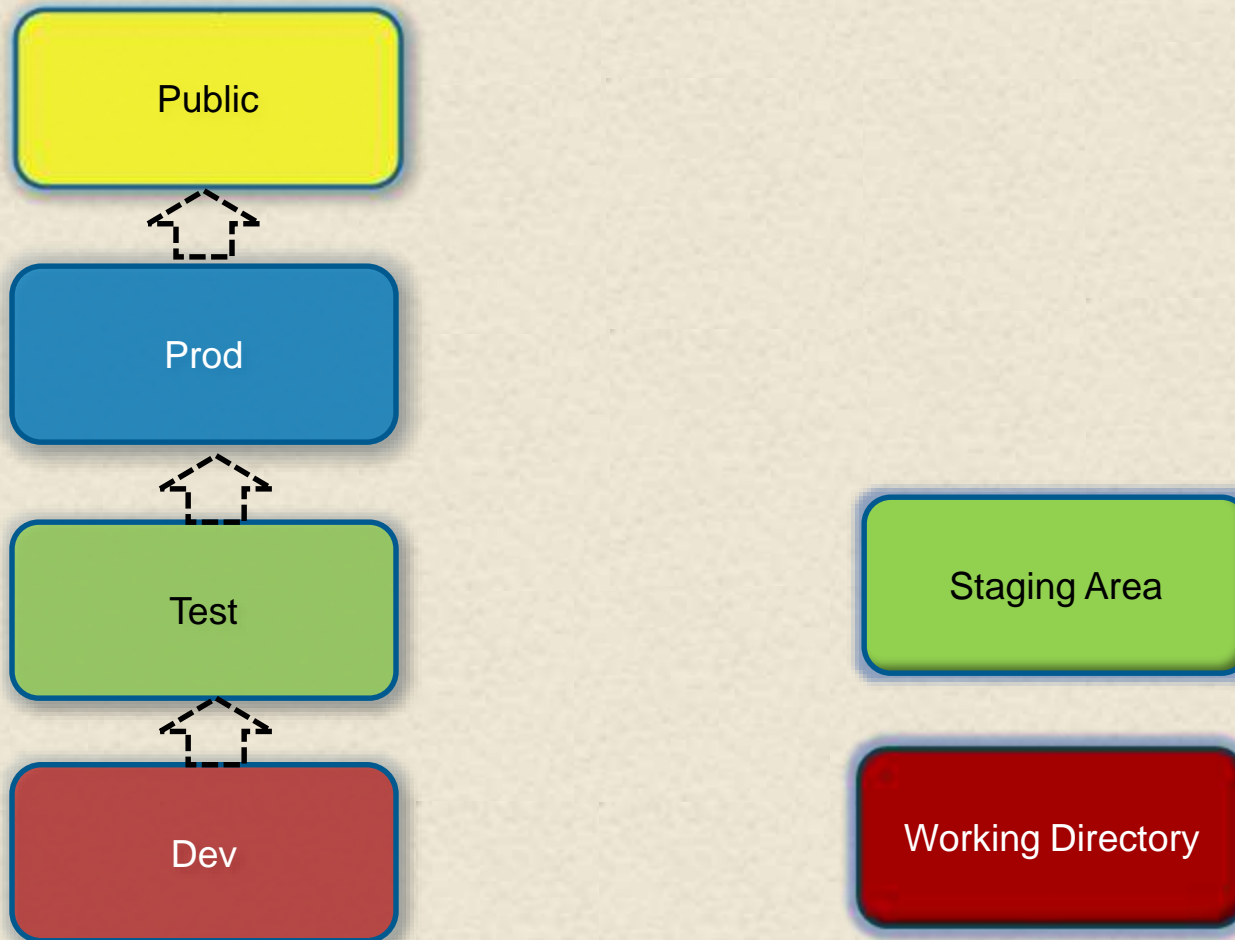 Public
Prod
Test
Dev
Staging Area
Working Directory